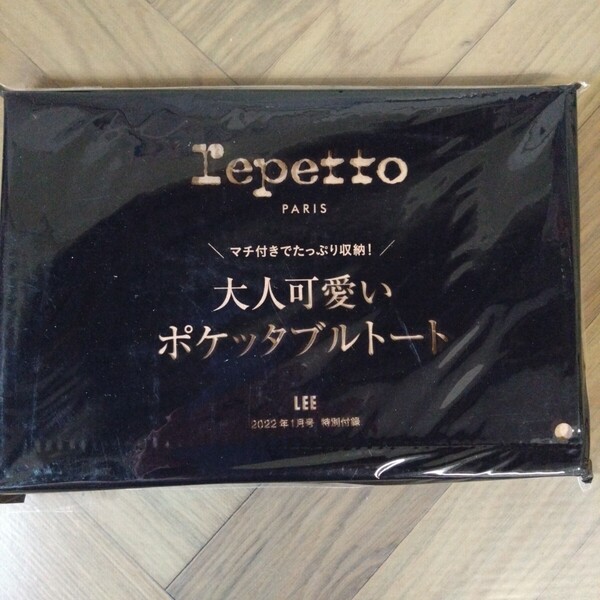 repetto
PARIS
\ マチ付きでたっぷり収納! /
大人可愛い
ポケッタブルトート
LEE
2022年1月号 特別付録